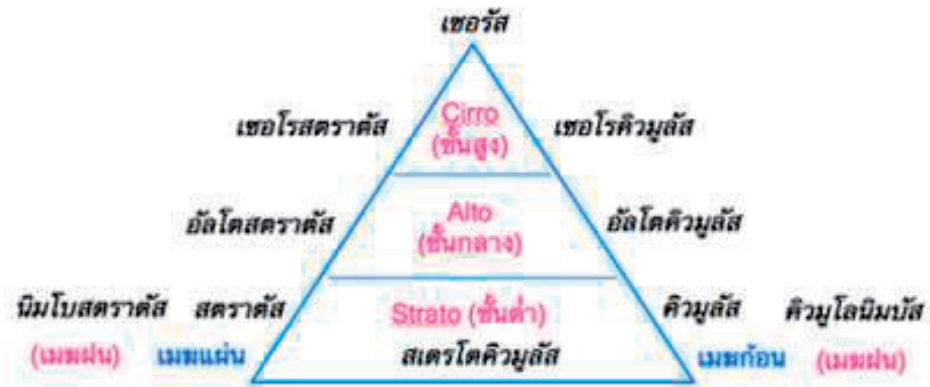 เซอรัส
เซอโรสตราตัส Cirro เซอโรคิวมูลัส
(ชั้นสูง)
อัลโตสตราตัส Alto อัลโตคิวมูลัส
(ชั้นกลาง)
นิมโบสตราตัส สตราตัส Strato (ชั้นต่ำ) คิวมูลัส คิวมูโลนิมบัส
(เมฆฝน) เมฆแผ่น สเตรโตคิวมูลัส เมฆก้อน (เมฆฝน)